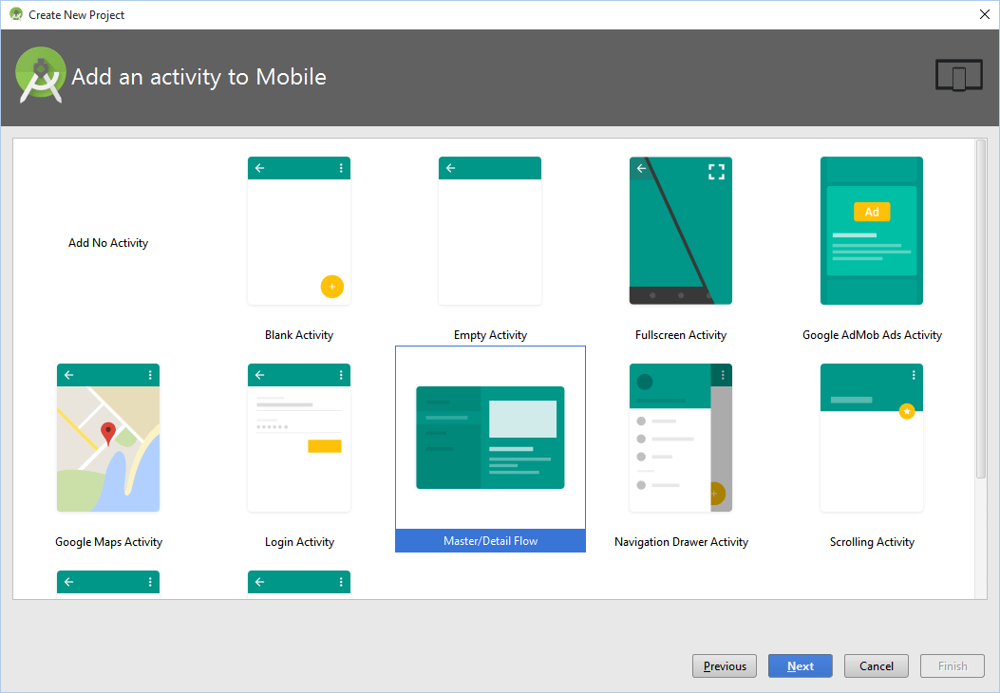 Create New Project
Add an activity to Mobile
Add No Activity
Blank Activity
Empty Activity
Fullscreen Activity
Ad
Google AdMob Ads Activity
Google Maps Activity
Login Activity
Master/Detail Flow
Navigation Drawer Activity
Scrolling Activity
Previous
Next
Cancel
Finish